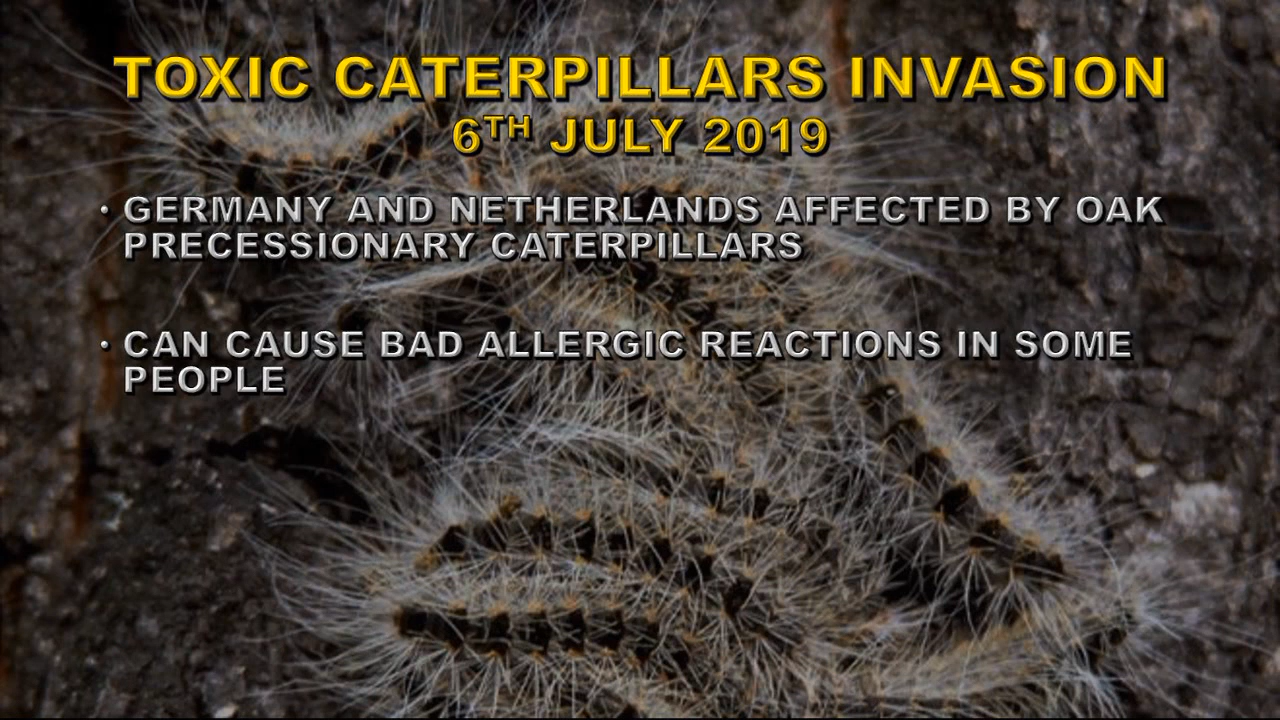 TOXIC CATERPILLARS INVASION
6TH JULY 2019
• GERMANY AND NETHERLANDS AFFECTED BY OAK
PRECESSIONARY CATERPILLARS
• CAN CAUSE BAD ALLERGIC REACTIONS IN SOME
PEOPLE